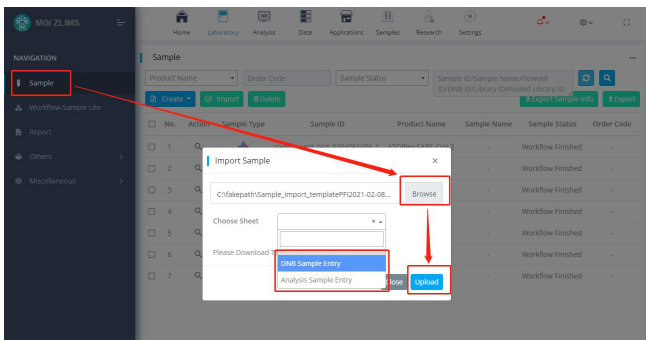 MGI ZLIMS
Home Laboratory Analysis Data Applications Samples Research Settings
NAVIGATION
Sample
Workflow Sample Lite
Report
Others
Miscellaneous
Sample
Product Name Order Code Sample Status Sample ID/Sample Name/Flowcell
ID/DNB ID/Library ID/Pooled Library ID
Create Import Delete Export Sample Info Export
No. Action Sample Type Sample ID Product Name Sample Name Sample Status Order Code
1 - Workflow Finished -
2 - Workflow Finished -
3 - Workflow Finished -
4 - Workflow Finished -
5 - Workflow Finished -
6 - Workflow Finished -
7 - Workflow Finished -
Import Sample ×
C:\fakepath\Sample_import_templatePFI2021-02-08... Browse
Choose Sheet ×
Please Download
DNB Sample Entry
Analysis Sample Entry
Close Upload